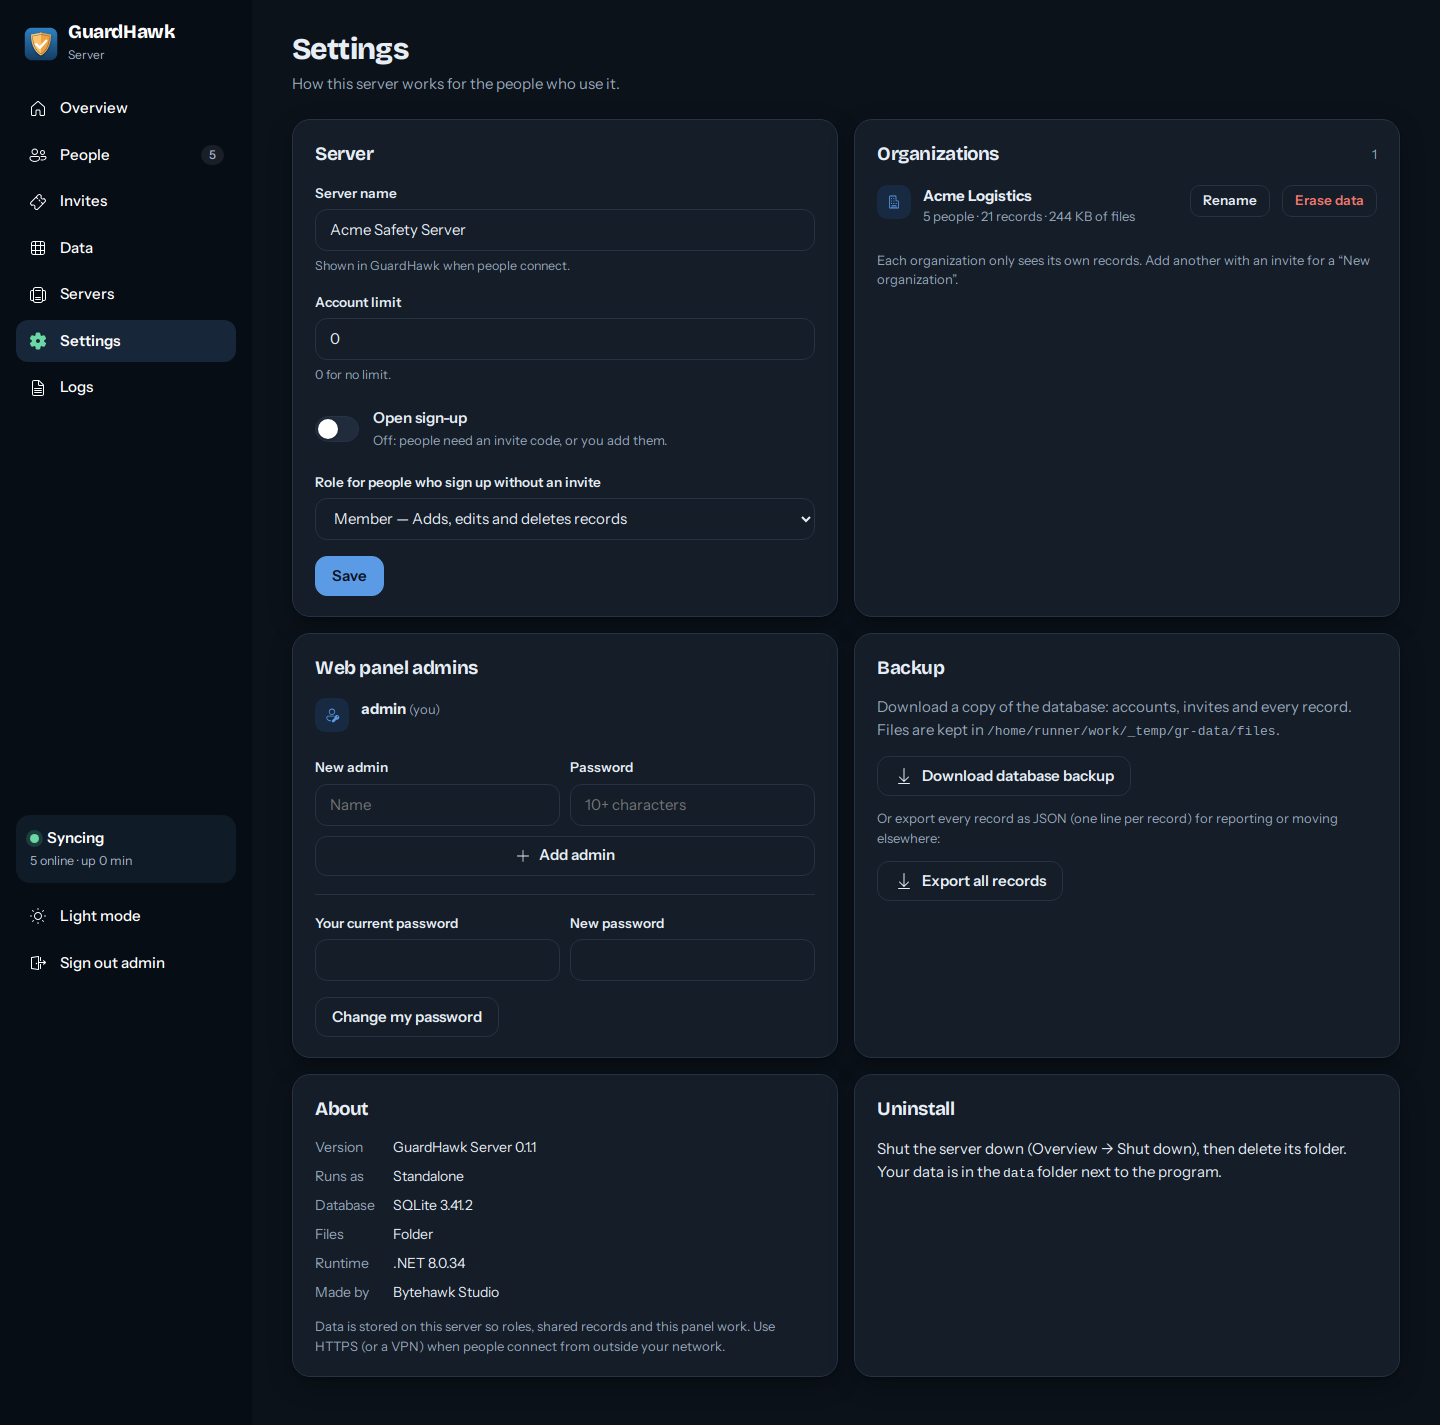 GuardHawk
Server
Overview
People 5
Invites
Data
Servers
Settings
Logs
Syncing
5 online · up 0 min
Light mode
Sign out admin
Settings
How this server works for the people who use it.
Server
Server name
Acme Safety Server
Shown in GuardHawk when people connect.
Account limit
0
0 for no limit.
Open sign-up
Off: people need an invite code, or you add them.
Role for people who sign up without an invite
Member — Adds, edits and deletes records
Save
Organizations 1
Acme Logistics
5 people · 21 records · 244 KB of files
Rename
Erase data
Each organization only sees its own records. Add another with an invite for a “New
organization”.
Web panel admins
admin (you)
New admin Password
Name 10+ characters
Add admin
Your current password New password
Change my password
Backup
Download a copy of the database: accounts, invites and every record.
Files are kept in /home/runner/work/_temp/gr-data/files.
Download database backup
Or export every record as JSON (one line per record) for reporting or moving
elsewhere:
Export all records
About
Version GuardHawk Server 0.1.1
Runs as Standalone
Database SQLite 3.41.2
Files Folder
Runtime .NET 8.0.34
Made by Bytehawk Studio
Data is stored on this server so roles, shared records and this panel work. Use
HTTPS (or a VPN) when people connect from outside your network.
Uninstall
Shut the server down (Overview → Shut down), then delete its folder.
Your data is in the data folder next to the program.